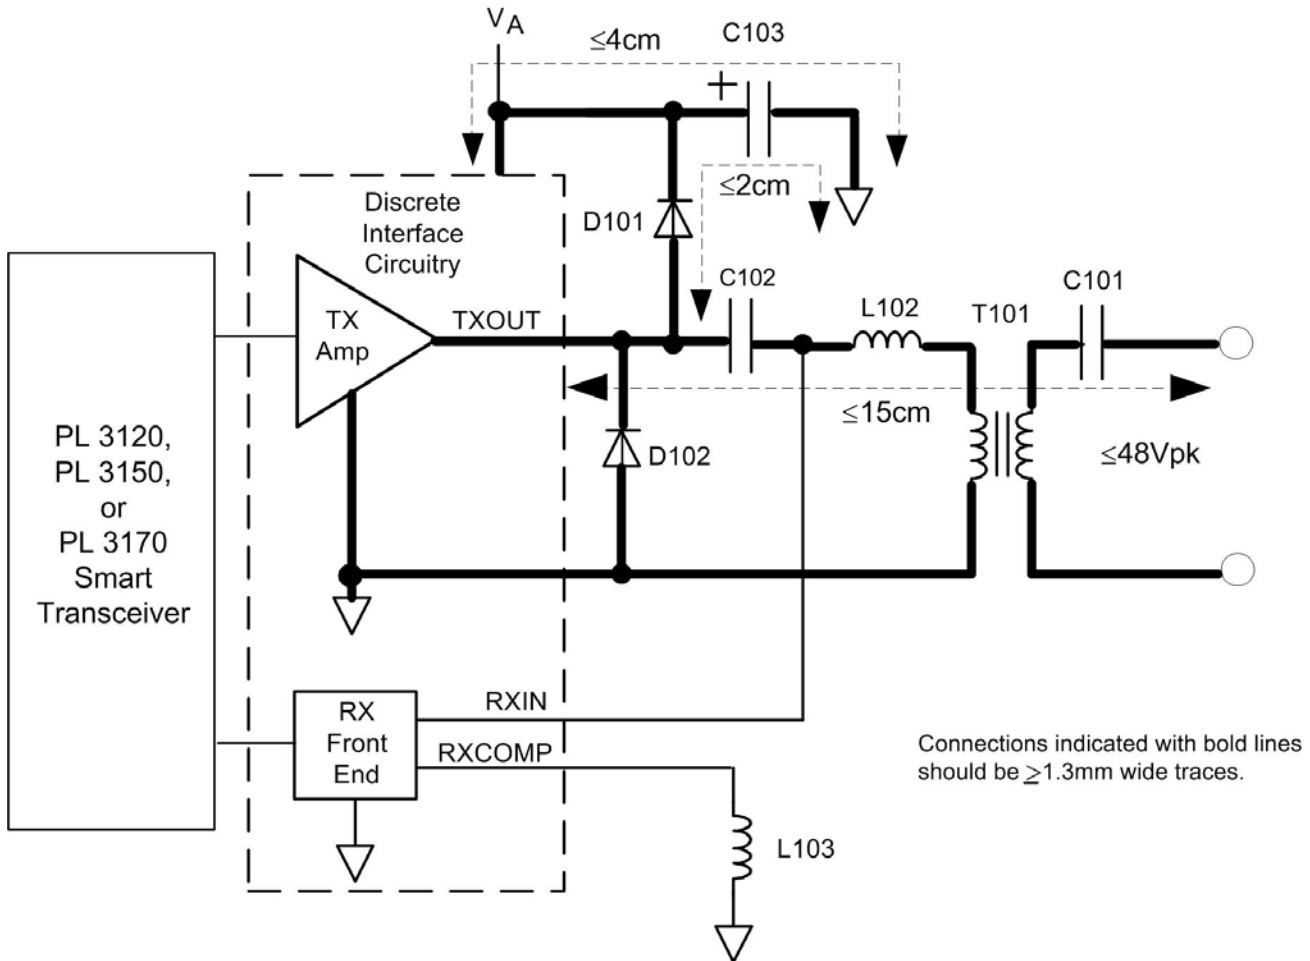 V_A
≤4cm
C103
+
≤2cm
Discrete
Interface
Circuitry
D101
C102
C101
L102
T101
TX
Amp
TXOUT
≤15cm
PL 3120,
PL 3150,
or
PL 3170
Smart
Transceiver
D102
≤48Vpk
RX
Front
End
RXIN
RXCOMP
Connections indicated with bold lines
should be ≥1.3mm wide traces.
L103